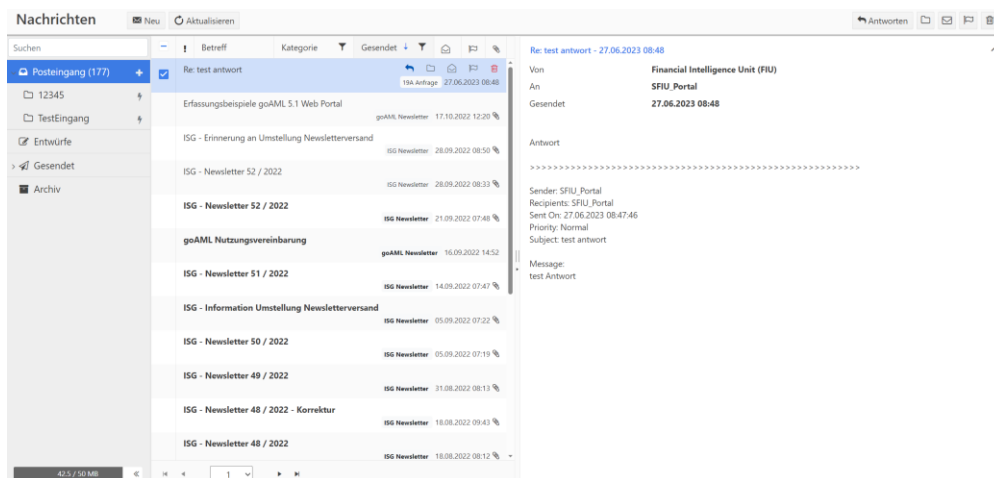 Nachrichten Neu Aktualisieren Antworten
Suchen
Posteingang (177)
12345
TestEingang
Entwürfe
Gesendet
Archiv
42.5 / 50 MB
! Betreff Kategorie Gesendet
Re: test antwort
19A Anfrage 27.06.2023 08:48
Erfassungsbeispiele goAML 5.1 Web Portal
goAML Newsletter 17.10.2022 12:20
ISG - Erinnerung an Umstellung Newsletterversand
ISG Newsletter 28.09.2022 08:50
ISG - Newsletter 52 / 2022
ISG Newsletter 28.09.2022 08:33
ISG - Newsletter 52 / 2022
ISG Newsletter 21.09.2022 07:48
goAML Nutzungsvereinbarung
goAML Newsletter 16.09.2022 14:52
ISG - Newsletter 51 / 2022
ISG Newsletter 14.09.2022 07:47
ISG - Information Umstellung Newsletterversand
ISG Newsletter 05.09.2022 07:22
ISG - Newsletter 50 / 2022
ISG Newsletter 05.09.2022 07:19
ISG - Newsletter 49 / 2022
ISG Newsletter 31.08.2022 08:13
ISG - Newsletter 48 / 2022 - Korrektur
ISG Newsletter 18.08.2022 09:43
ISG - Newsletter 48 / 2022
ISG Newsletter 18.08.2022 08:12
1
Re: test antwort - 27.06.2023 08:48
Von Financial Intelligence Unit (FIU)
An SFIU_Portal
Gesendet 27.06.2023 08:48
Antwort
>>>>>>>>>>>>>>>>>>>>>>>>>>>>>>>>>>>>>>>>>>>>>>>>>>>>>>>>>>>>
Sender: SFIU_Portal
Recipients: SFIU_Portal
Sent On: 27.06.2023 08:47:46
Priority: Normal
Subject: test antwort
Message:
test Antwort